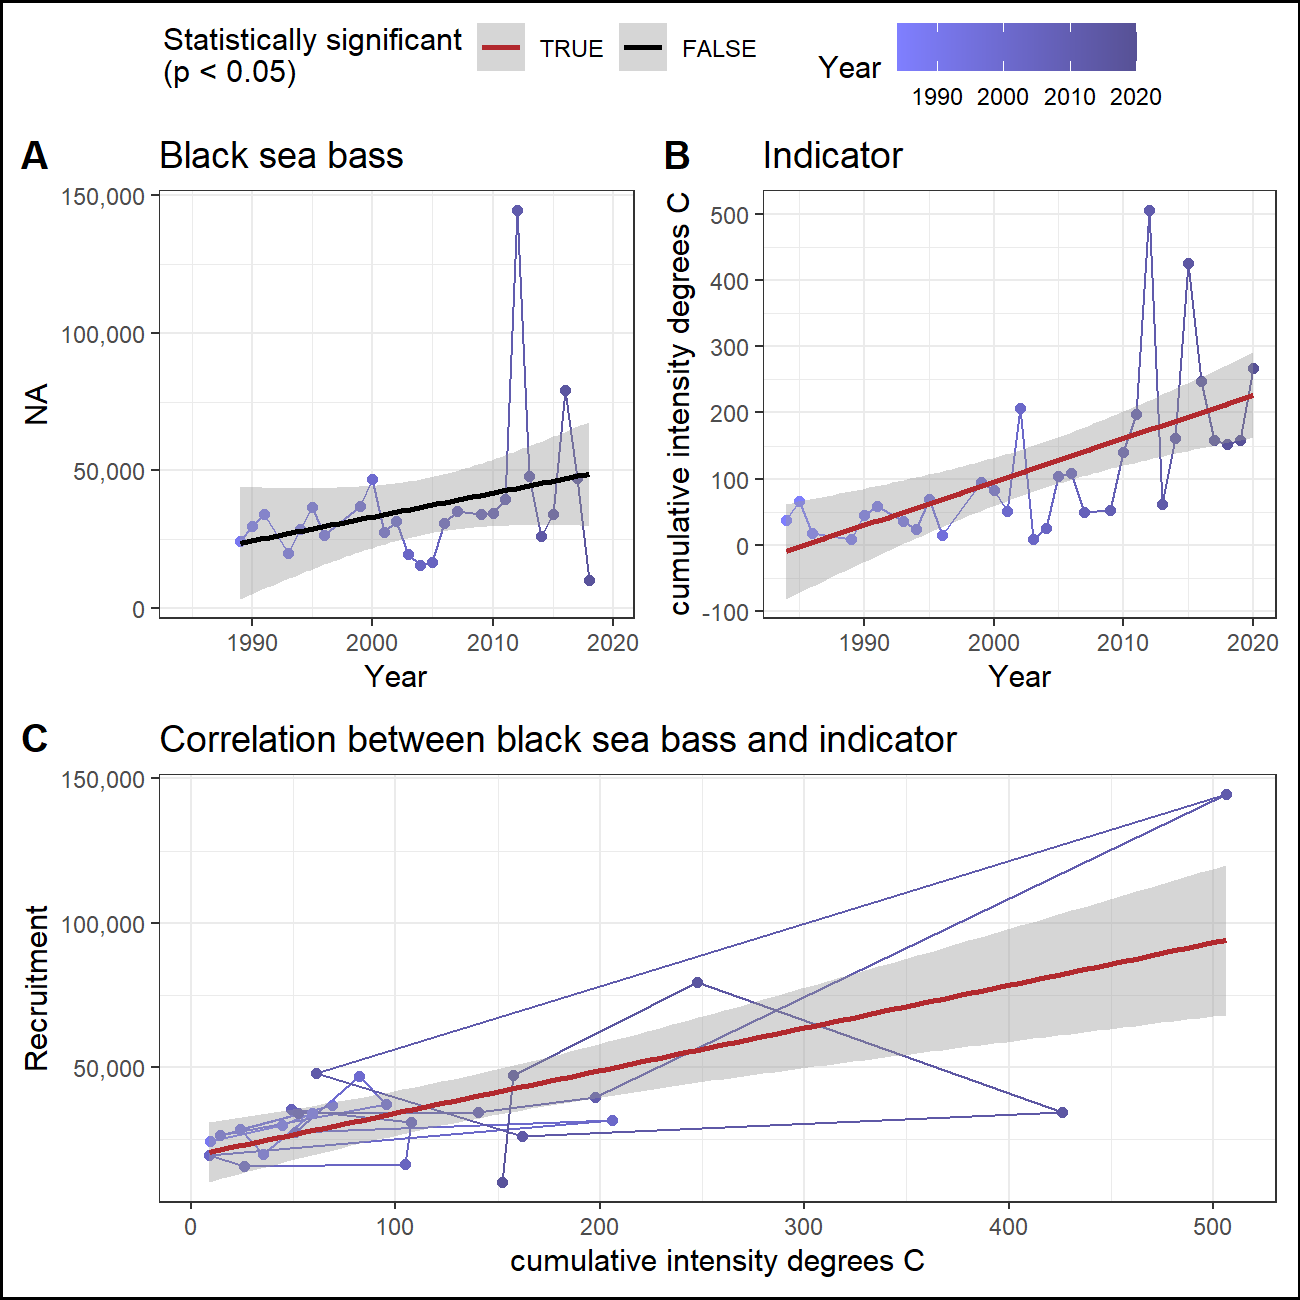 Statistically significant
(p < 0.05)
TRUE
FALSE
Year
1990 2000 2010 2020
A
Black sea bass
150,000
100,000
50,000
0
NA
1990 2000 2010 2020
Year
B
Indicator
500
400
300
200
100
0
-100
cumulative intensity degrees C
1990 2000 2010 2020
Year
C
Correlation between black sea bass and indicator
150,000
100,000
50,000
Recruitment
0 100 200 300 400 500
cumulative intensity degrees C